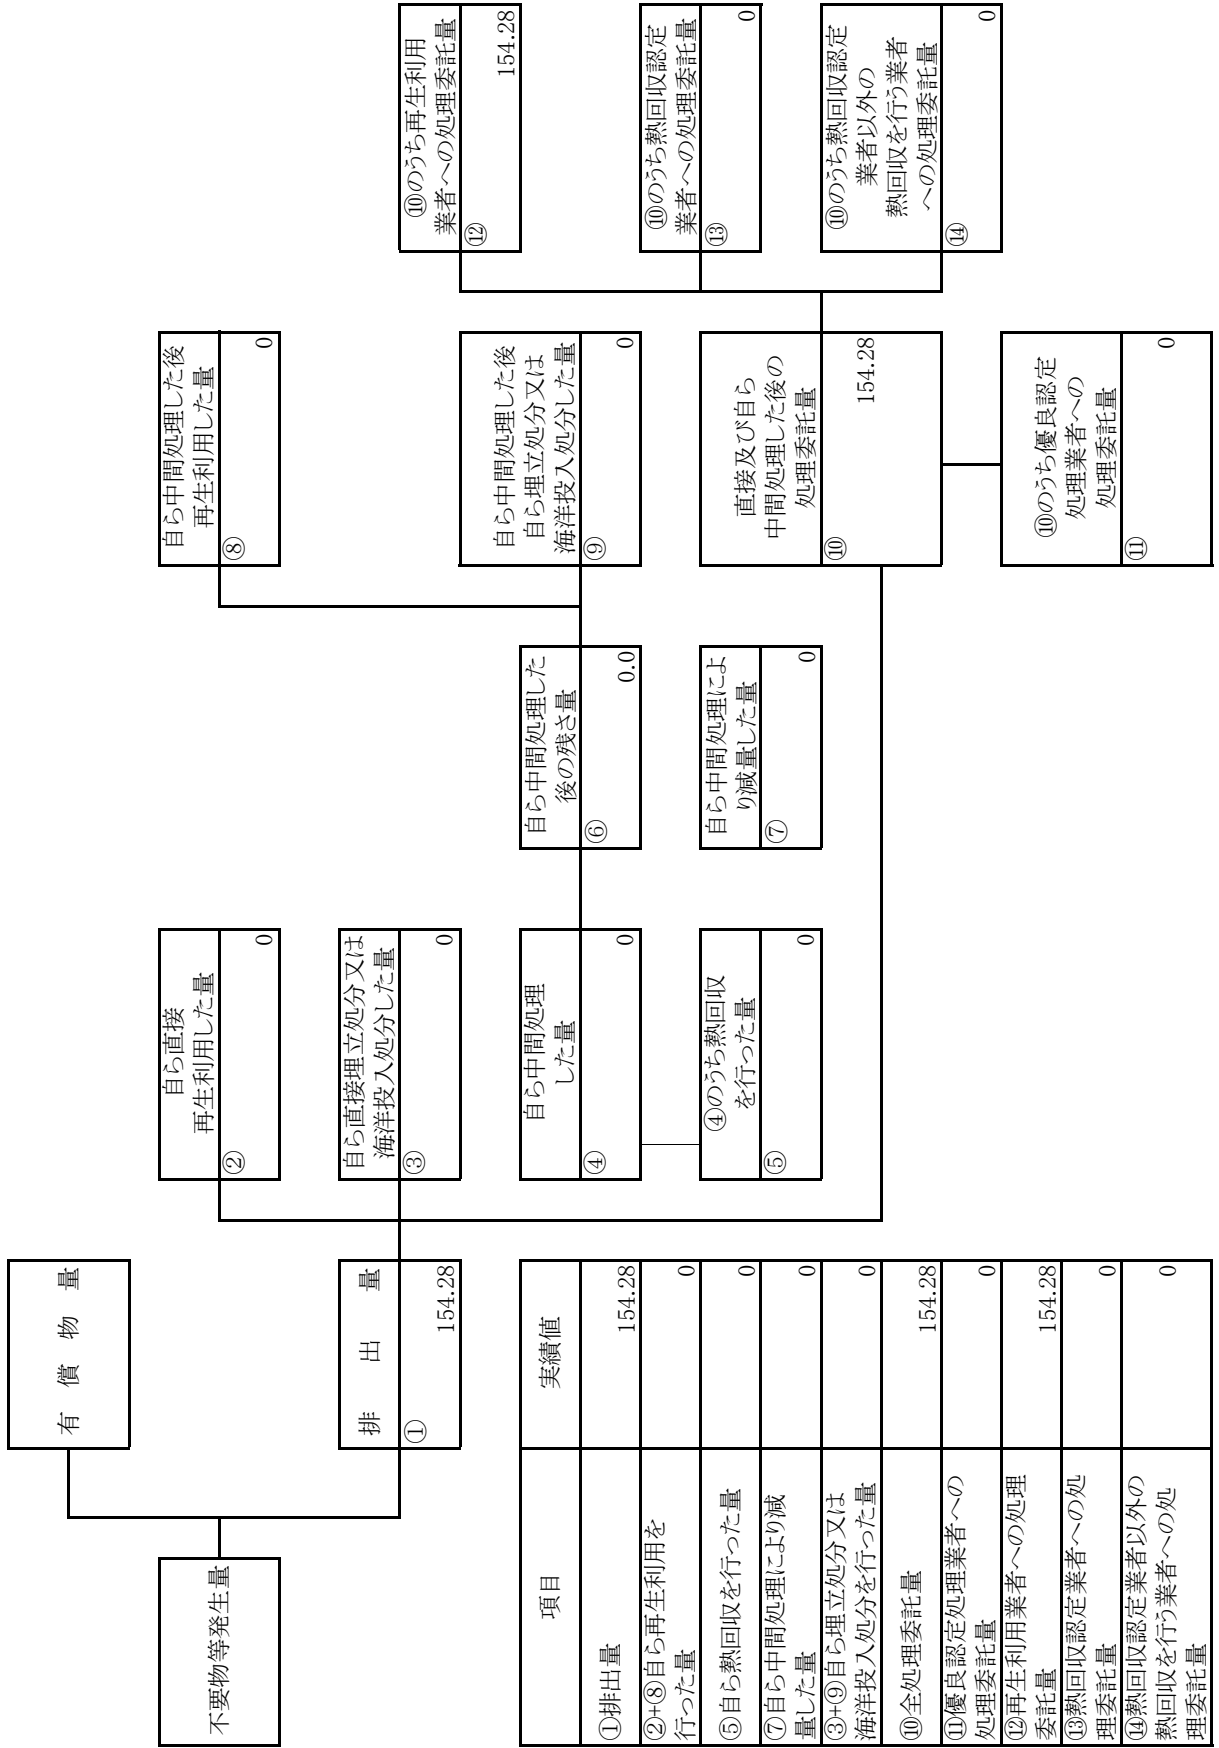 不要物等発生量
有償物量
排出量
①
154.28
自ら直接
再生利用した量
②
0
自ら直接埋立処分又は
海洋投入処分した量
③
0
自ら中間処理
した量
④
0
④のうち熱回収
を行った量
⑤
0
自ら中間処理した
後の残さ量
⑥
0.0
自ら中間処理によ
り減量した量
⑦
0
自ら中間処理した後
再生利用した量
⑧
0
自ら中間処理した後
自ら埋立処分又は
海洋投入処分した量
⑨
0
直接及び自ら
中間処理した後の
処理委託量
⑩
154.28
⑩のうち優良認定
処理業者への
処理委託量
⑪
0
⑩のうち再生利用
業者への処理委託量
⑫
154.28
⑩のうち熱回収認定
業者への処理委託量
⑬
0
⑩のうち熱回収認定
業者以外の
熱回収を行う業者
への処理委託量
⑭
0
項目
実績値
①排出量
154.28
②+⑧自ら再生利用を
行った量
0
⑤自ら熱回収を行った量
0
⑦自ら中間処理により減
量した量
0
③+⑨自ら埋立処分又は
海洋投入処分を行った量
0
⑩全処理委託量
154.28
⑪優良認定処理業者への
処理委託量
0
⑫再生利用業者への処理
委託量
154.28
⑬熱回収認定業者への処
理委託量
0
⑭熱回収認定業者以外の
熱回収を行う業者への処
理委託量
0